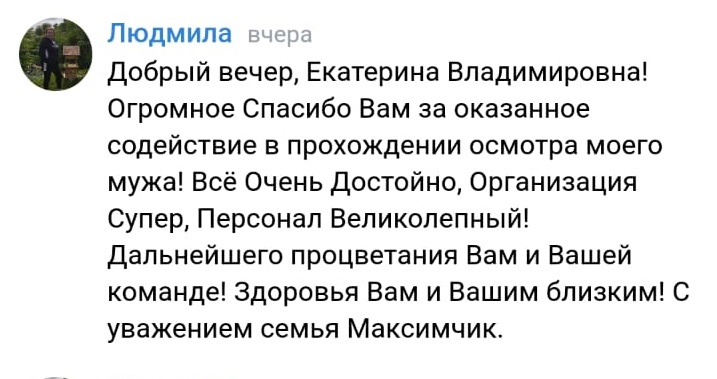 Людмила вчера
Добрый вечер, Екатерина Владимировна!
Огромное Спасибо Вам за оказанное
содействие в прохождении осмотра моего
мужа! Всё Очень Достойно, Организация
Супер, Персонал Великолепный!
Дальнейшего процветания Вам и Вашей
команде! Здоровья Вам и Вашим близким! С
уважением семья Максимчик.